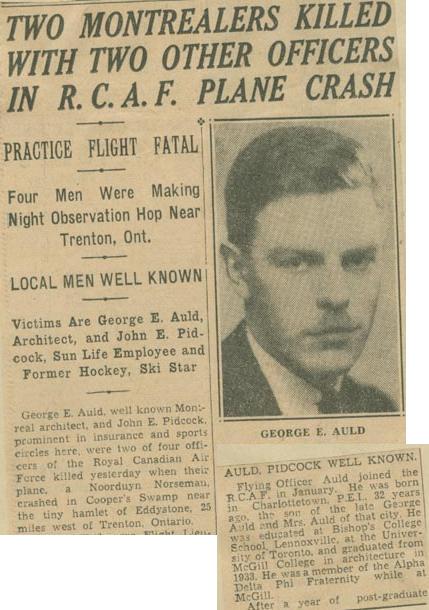 TWO MONTREALERS KILLED
WITH TWO OTHER OFFICERS
IN R.C.A.F. PLANE CRASH
PRACTICE FLIGHT FATAL
Four Men Were Making
Night Observation Hop Near
Trenton, Ont.
LOCAL MEN WELL KNOWN
Victims Are George E. Auld,
Architect, and John E. Pid-
cock, Sun Life Employee and
Former Hockey, Ski Star
George E. Auld, well known Mont-
real architect, and John E. Pidcock,
prominent in insurance and sports
circles here, were two of four offi-
cers of the Royal Canadian Air
Force killed yesterday when their
plane, a Noorduyn Norseman,
crashed in Cooper's Swamp near
the tiny hamlet of Eddystone, 25
miles west of Trenton, Ontario.
Flight Lieu-
GEORGE E. AULD
AULD, PIDCOCK WELL KNOWN.
Flying Officer Auld joined the
R.C.A.F. in January. He was born
in Charlottetown, P.E.I., 32 years
ago, the son of the late George
Auld and Mrs. Auld of that city. He
was educated at Bishop's College
School, Lennoxville, at the Univer-
sity of Toronto, and graduated from
McGill College in architecture in
1933. He was a member of the Alpha
Delta Phi Fraternity while at
McGill.
After a year of post-graduate